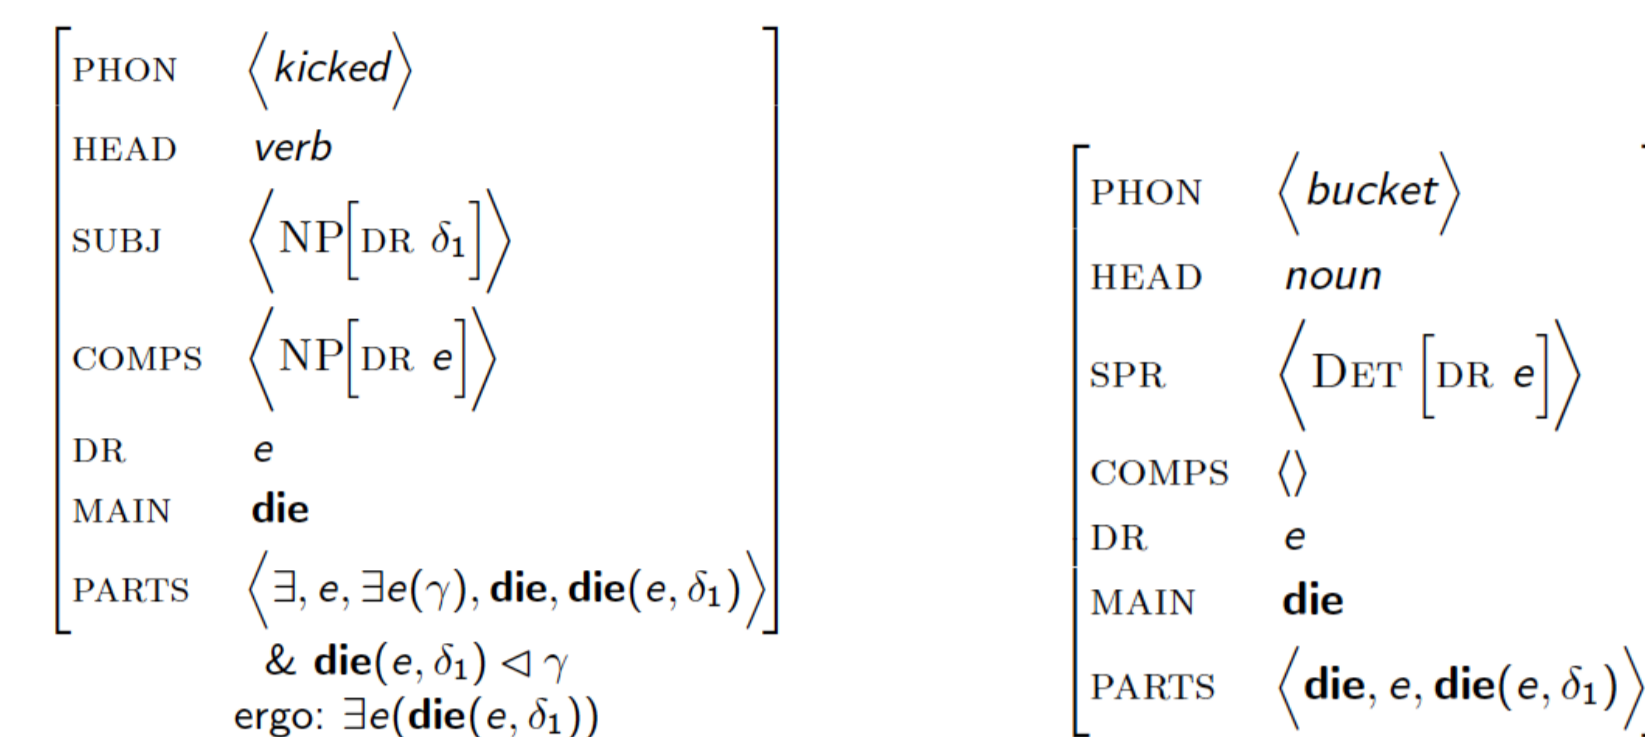 PHON ⟨kicked⟩
HEAD verb
SUBJ ⟨NP[DR δ₁]⟩
COMPS ⟨NP[DR e]⟩
DR e
MAIN die
PARTS ⟨∃, e, ∃e(γ), die, die(e, δ₁)⟩
& die(e, δ₁) ◁ γ
ergo: ∃e(die(e, δ₁))
PHON ⟨bucket⟩
HEAD noun
SPR ⟨DET [DR e]⟩
COMPS ⟨⟩
DR e
MAIN die
PARTS ⟨die, e, die(e, δ₁)⟩